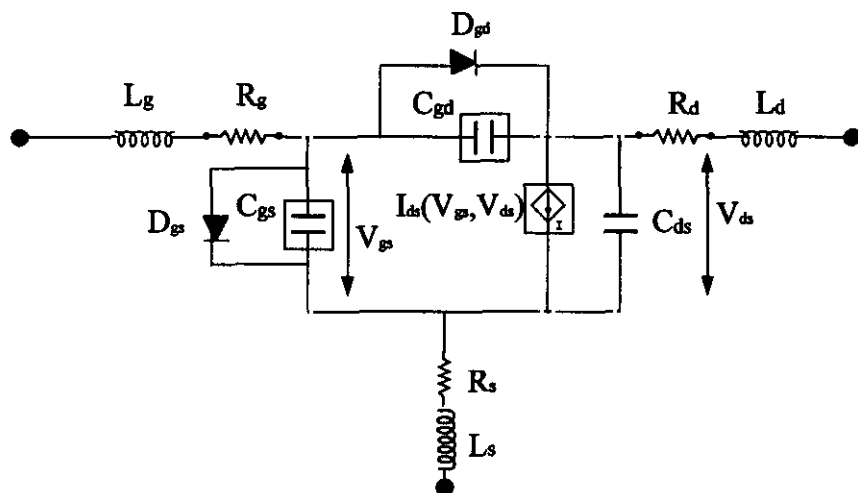 Dgd
Lg
Rg
Cgd
Rd
Ld
Dgs
Cgs
Vgs
Ids(Vgs,Vds)
I
Cds
Vds
Rs
Ls